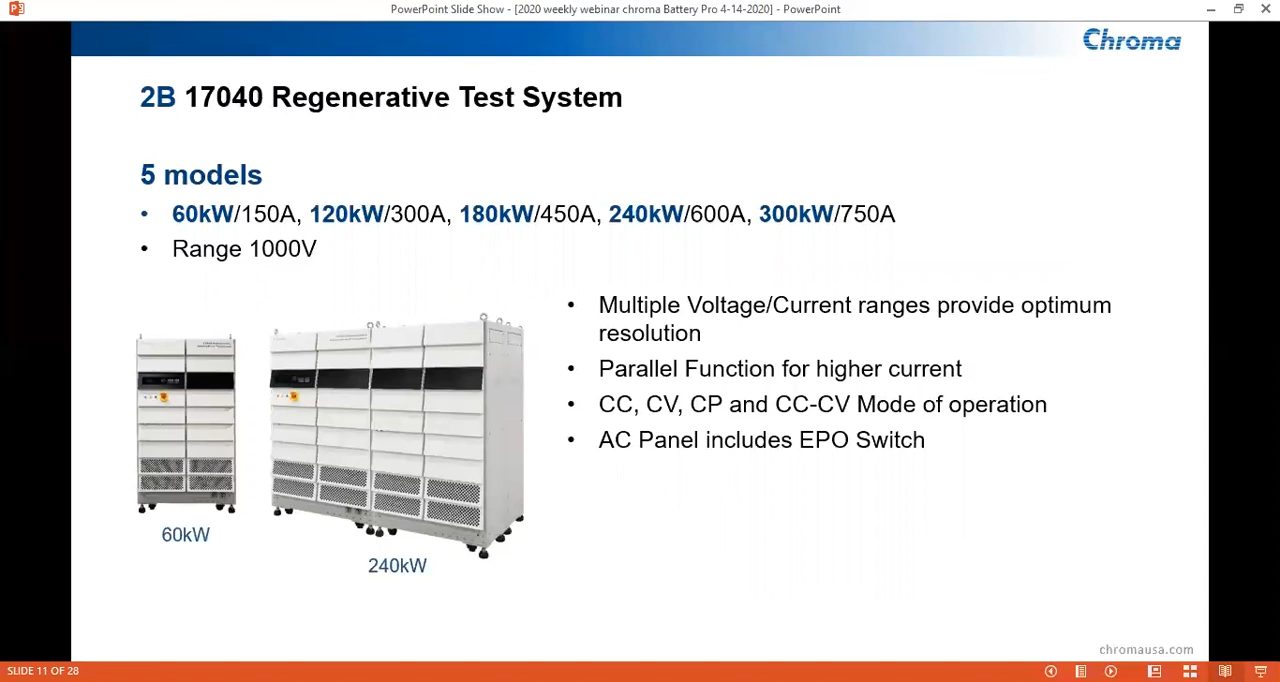 PowerPoint Slide Show - [2020 weekly webinar chroma Battery Pro 4-14-2020] - PowerPoint
Chroma
2B 17040 Regenerative Test System
5 models
• 60kW/150A, 120kW/300A, 180kW/450A, 240kW/600A, 300kW/750A
• Range 1000V
• Multiple Voltage/Current ranges provide optimum
resolution
• Parallel Function for higher current
• CC, CV, CP and CC-CV Mode of operation
• AC Panel includes EPO Switch
60kW
240kW
chromausa.com
SLIDE 11 OF 28